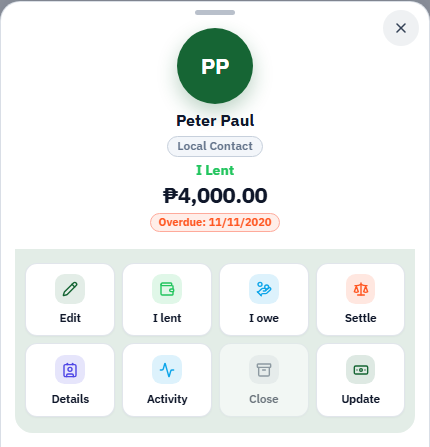 PP
Peter Paul
Local Contact
I Lent
₱4,000.00
Overdue: 11/11/2020
Edit
I lent
I owe
Settle
Details
Activity
Close
Update